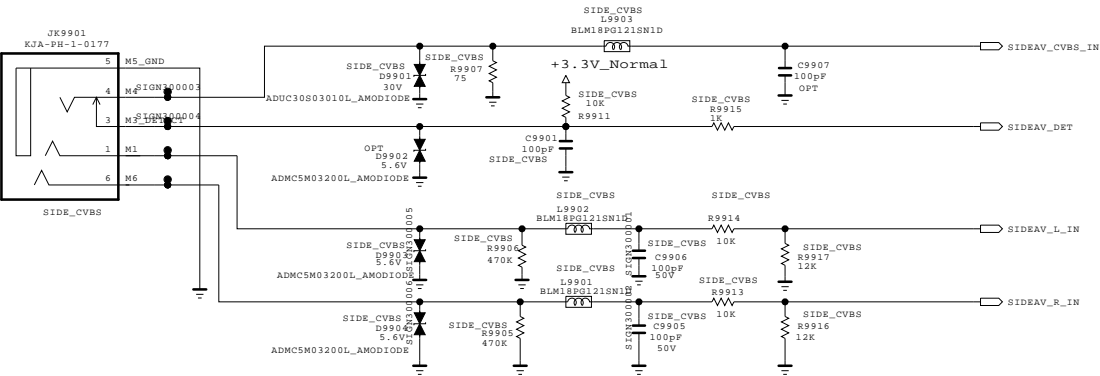 SIDE_CVBS
L9903
BLM18PG121SN1D
JK9901
KJA-PH-1-0177
SIDEAV_CVBS_IN
SIDE_CVBS
R9907
75
SIDE_CVBS
D9901
30V
ADUC30S03010L_AMODIODE
+3.3V_Normal
C9907
100pF
OPT
5 M5_GND
4 M4
SIGN300003
SIGN300004
3 M3_DETECT
1 M1
6 M6
SIDE_CVBS
SIDE_CVBS
10K
R9911
SIDE_CVBS
R9915
1K
SIDEAV_DET
C9901
100pF
SIDE_CVBS
OPT
D9902
5.6V
ADMC5M03200L_AMODIODE
SIDE_CVBS
L9902
BLM18PG121SN1D
SIDE_CVBS
R9914
10K
SIDEAV_L_IN
SIGN300005
SIDE_CVBS
D9903
5.6V
ADMC5M03200L_AMODIODE
SIDE_CVBS
R9906
470K
SIGN300001
SIDE_CVBS
C9906
100pF
50V
SIDE_CVBS
R9917
12K
SIDE_CVBS
L9901
BLM18PG121SN1D
SIDE_CVBS
R9913
10K
SIDEAV_R_IN
SIGN300006
SIDE_CVBS
D9904
5.6V
ADMC5M03200L_AMODIODE
SIDE_CVBS
R9905
470K
SIGN300002
SIDE_CVBS
C9905
100pF
50V
SIDE_CVBS
R9916
12K